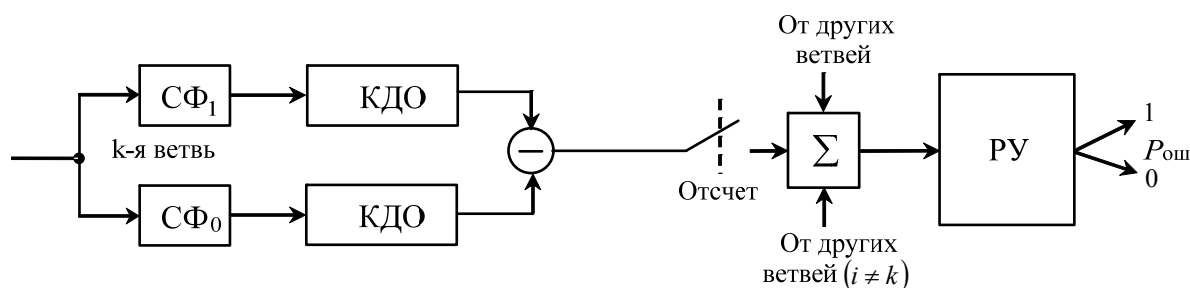 СФ1
КДО
k-я ветвь
СФ0
КДО
−
Отсчет
От других
ветвей
Σ
От других
ветвей (i ≠ k)
РУ
1
Pош
0